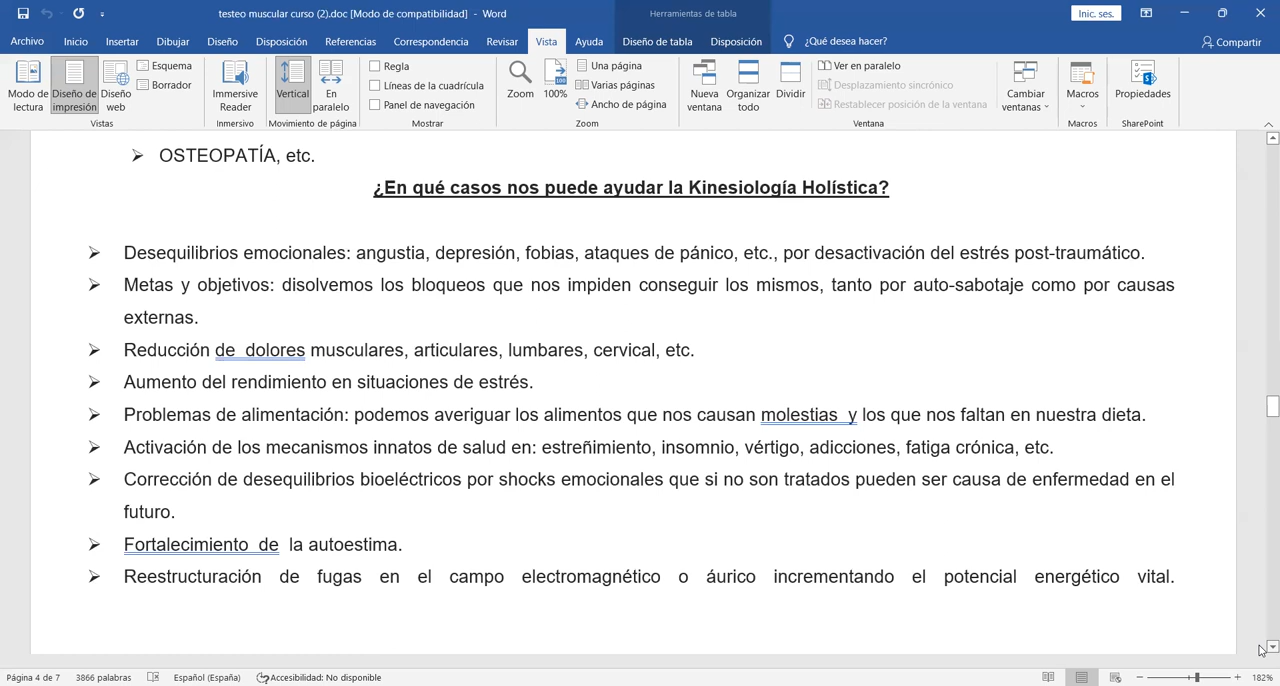 testeo muscular curso (2).doc [Modo de compatibilidad] - Word
Herramientas de tabla
Inic. ses.
Archivo Inicio Insertar Dibujar Diseño Disposición Referencias Correspondencia Revisar Vista Ayuda Diseño de tabla Disposición ¿Qué desea hacer? Compartir
Modo de lectura
Diseño de impresión
Diseño web
Esquema
Borrador
Vistas
Immersive Reader
Inmersivo
Vertical
En paralelo
Movimiento de página
Regla
Líneas de la cuadrícula
Panel de navegación
Mostrar
Zoom
100
100%
Una página
Varias páginas
Ancho de página
Zoom
Nueva ventana
Organizar todo
Dividir
Ver en paralelo
Desplazamiento sincrónico
Restablecer posición de la ventana
Cambiar ventanas
Ventana
Macros
Macros
Propiedades
SharePoint
➢ OSTEOPATÍA, etc.
¿En qué casos nos puede ayudar la Kinesiología Holística?
➢ Desequilibrios emocionales: angustia, depresión, fobias, ataques de pánico, etc., por desactivación del estrés post-traumático.
➢ Metas y objetivos: disolvemos los bloqueos que nos impiden conseguir los mismos, tanto por auto-sabotaje como por causas
externas.
➢ Reducción de dolores musculares, articulares, lumbares, cervical, etc.
➢ Aumento del rendimiento en situaciones de estrés.
➢ Problemas de alimentación: podemos averiguar los alimentos que nos causan molestias y los que nos faltan en nuestra dieta.
➢ Activación de los mecanismos innatos de salud en: estreñimiento, insomnio, vértigo, adicciones, fatiga crónica, etc.
➢ Corrección de desequilibrios bioeléctricos por shocks emocionales que si no son tratados pueden ser causa de enfermedad en el
futuro.
➢ Fortalecimiento de la autoestima.
➢ Reestructuración de fugas en el campo electromagnético o áurico incrementando el potencial energético vital.
Página 4 de 7 3866 palabras Español (España) Accesibilidad: No disponible 182%